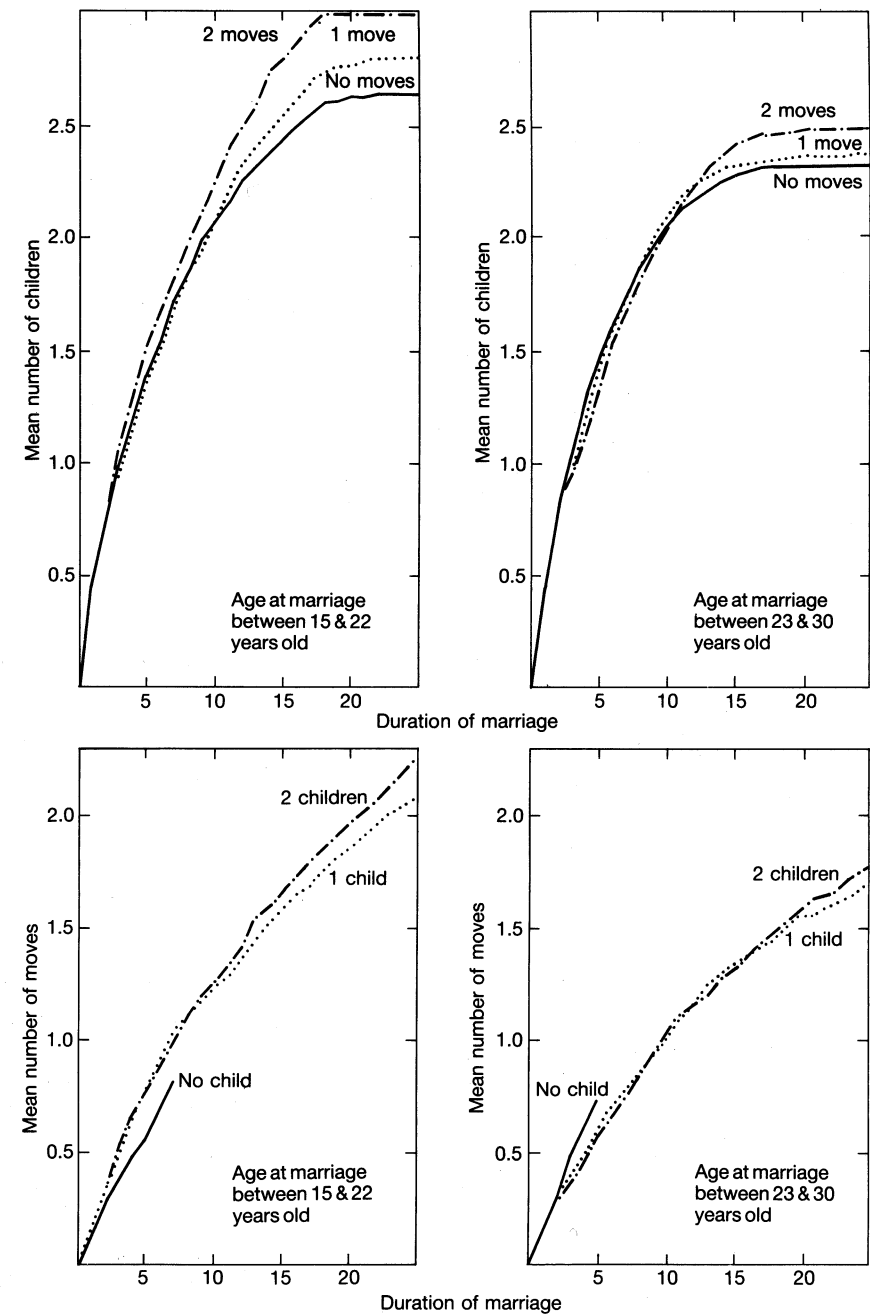 2 moves
1 move
No moves
2.5
2.0
1.5
1.0
0.5
Mean number of children
Age at marriage
between 15 & 22
years old
5
10
15
20
2 moves
1 move
No moves
2.5
2.0
1.5
1.0
0.5
Mean number of children
Age at marriage
between 23 & 30
years old
5
10
15
20
Duration of marriage
2 children
1 child
No child
2.0
1.5
1.0
0.5
Mean number of moves
Age at marriage
between 15 & 22
years old
5
10
15
20
2 children
1 child
No child
2.0
1.5
1.0
0.5
Mean number of moves
Age at marriage
between 23 & 30
years old
5
10
15
20
Duration of marriage